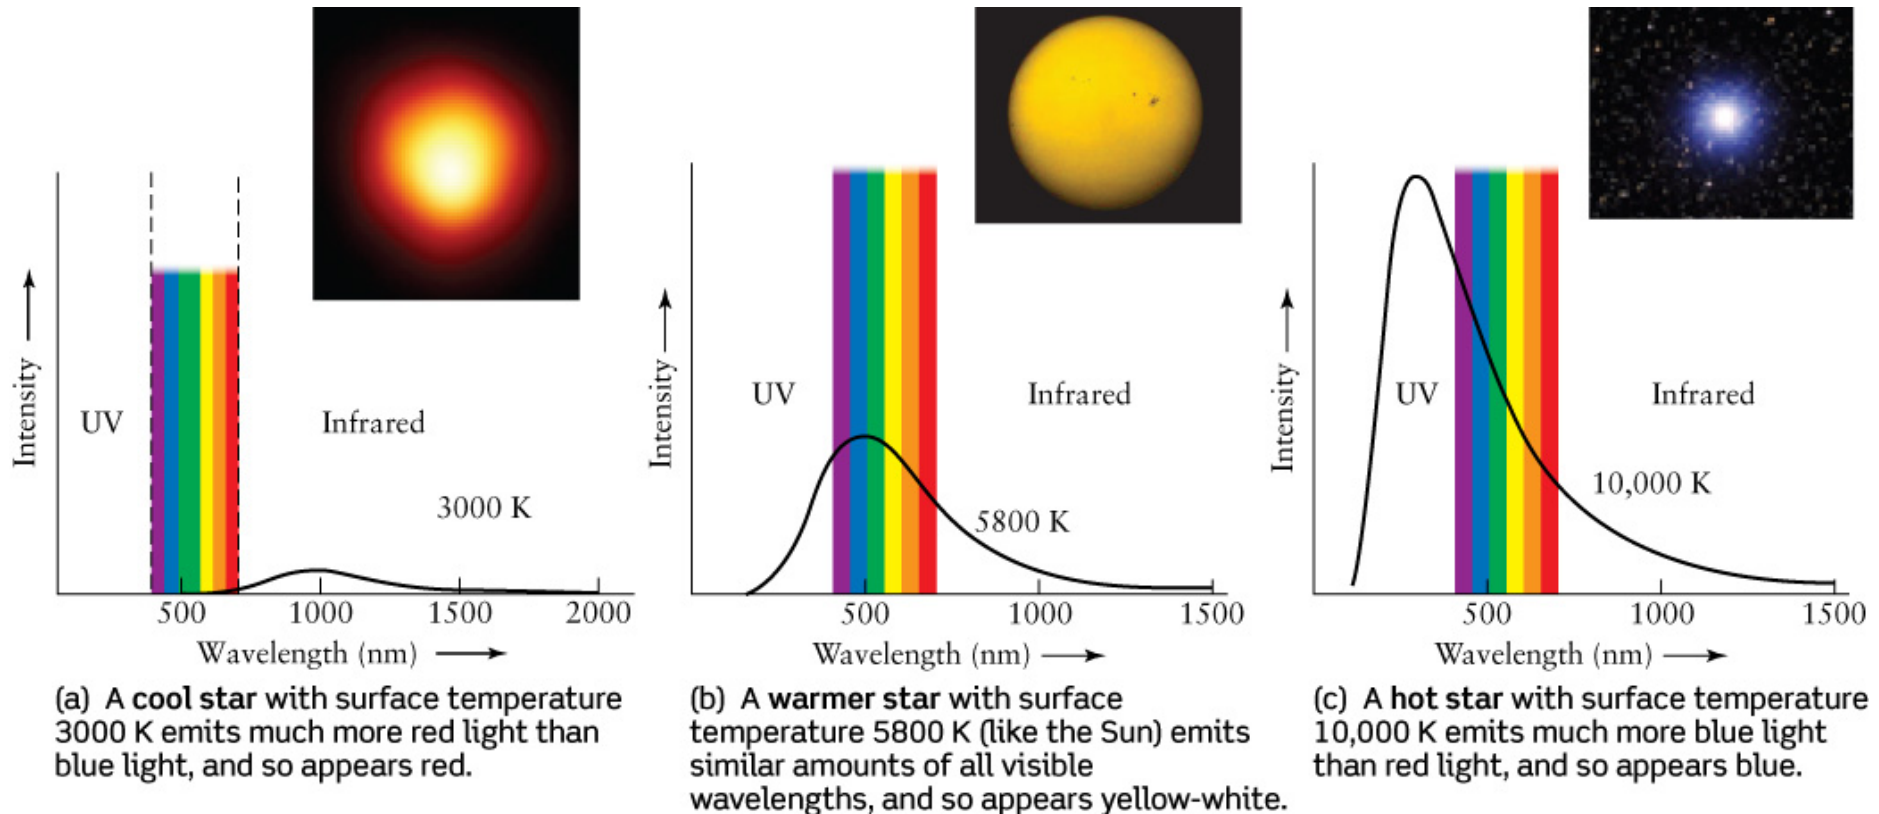 Intensity
UV
Infrared
3000 K
500 1000 1500 2000
Wavelength (nm)
(a) A cool star with surface temperature
3000 K emits much more red light than
blue light, and so appears red.
Intensity
UV
Infrared
5800 K
500 1000 1500
Wavelength (nm)
(b) A warmer star with surface
temperature 5800 K (like the Sun) emits
similar amounts of all visible
wavelengths, and so appears yellow-white.
Intensity
UV
Infrared
10,000 K
500 1000 1500
Wavelength (nm)
(c) A hot star with surface temperature
10,000 K emits much more blue light
than red light, and so appears blue.